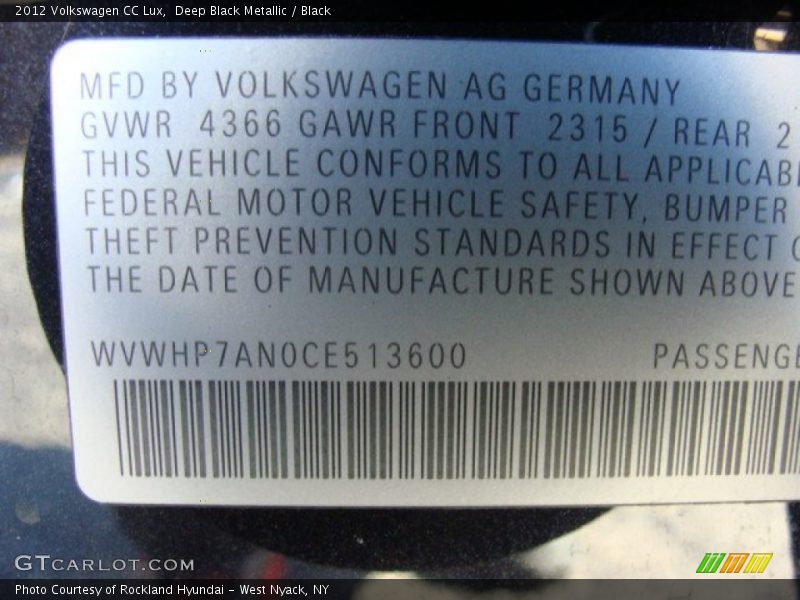 2012 Volkswagen CC Lux, Deep Black Metallic / Black
MFD BY VOLKSWAGEN AG GERMANY
GVWR 4366 GAWR FRONT 2315 / REAR 2
THIS VEHICLE CONFORMS TO ALL
FEDERAL MOTOR VEHICLE SAFETY, BUMPER
THEFT PREVENTION STANDARDS IN EFFECT
THE DATE OF MANUFACTURE SHOWN ABOVE
WVWHP7AN0CE513600 PASSENGE
GTCARLOT.COM
Photo Courtesy of Rockland Hyundai - West Nyack, NY